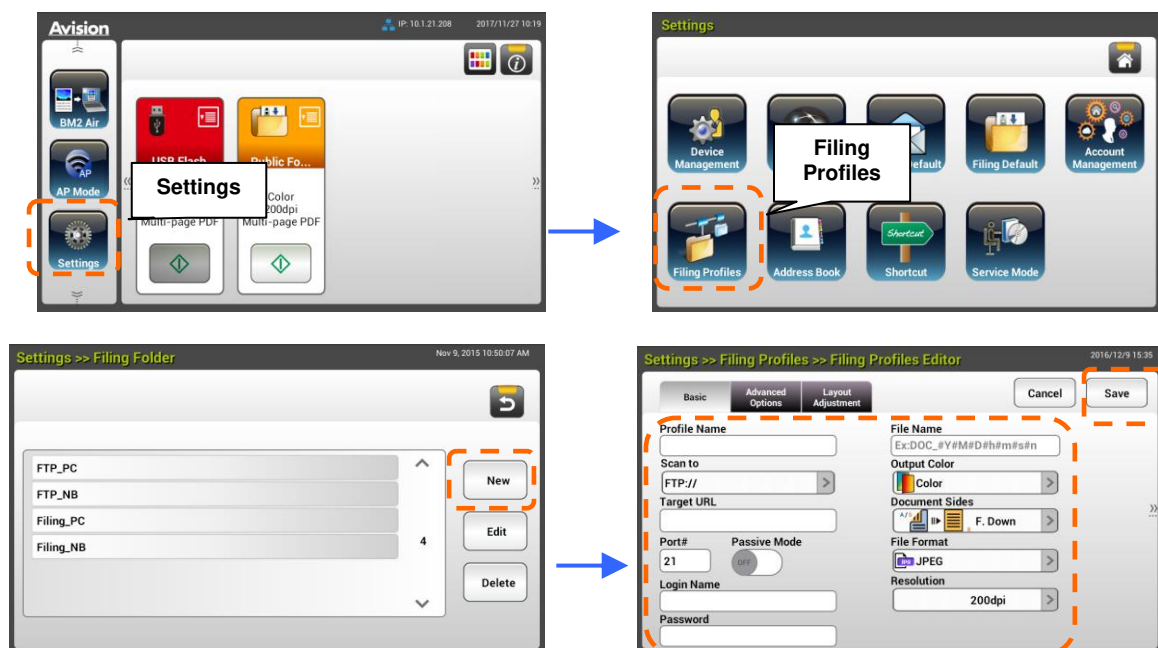 Avision
IP: 10.1.21.208
2017/11/27 10:19
BM2 Air
AP
AP Mode
Settings
USB Flash
Multi-page PDF
Public Fo...
Color
200dpi
Multi-page PDF
Settings
Settings
Device
Management
Default
Filing Default
Account
Management
Filing Profiles
Address Book
Shortcut
Shortcut
Service Mode
Filing
Profiles
Settings >> Filing Folder
Nov 9, 2015 10:50:07 AM
FTP_PC
FTP_NB
Filing_PC
Filing_NB
4
New
Edit
Delete
Settings >> Filing Profiles >> Filing Profiles Editor
2016/12/9 15:35
Basic
Advanced
Options
Layout
Adjustment
Cancel
Save
Profile Name
Scan to
FTP://
Target URL
Port#
Passive Mode
21
OFF
Login Name
Password
File Name
Ex:DOC_#Y#M#D#h#m#s#n
Output Color
Color
Document Sides
F. Down
File Format
JPEG
Resolution
200dpi